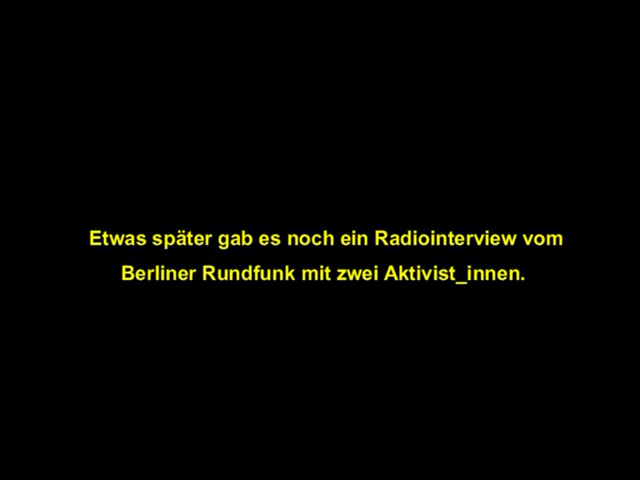 Etwas später gab es noch ein Radiointerview vom
Berliner Rundfunk mit zwei Aktivist_innen.